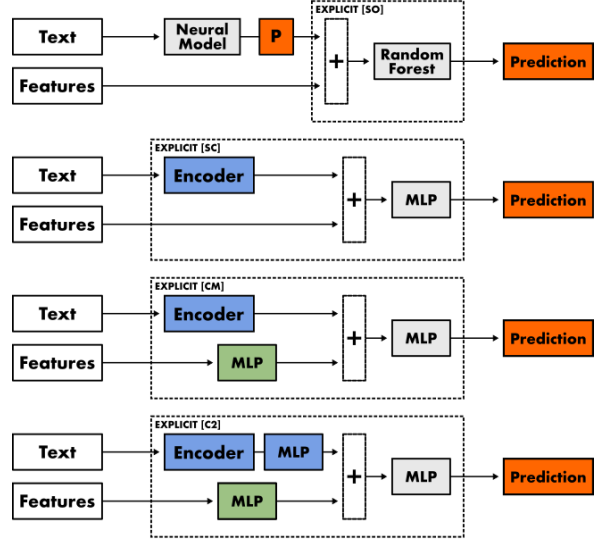 EXPLICIT [SO]
Text
Neural
Model
P
+
Random
Forest
Prediction
Features
EXPLICIT [SC]
Text
Encoder
+
MLP
Prediction
Features
EXPLICIT [CM]
Text
Encoder
+
MLP
Prediction
Features
MLP
EXPLICIT [C2]
Text
Encoder
MLP
+
MLP
Prediction
Features
MLP